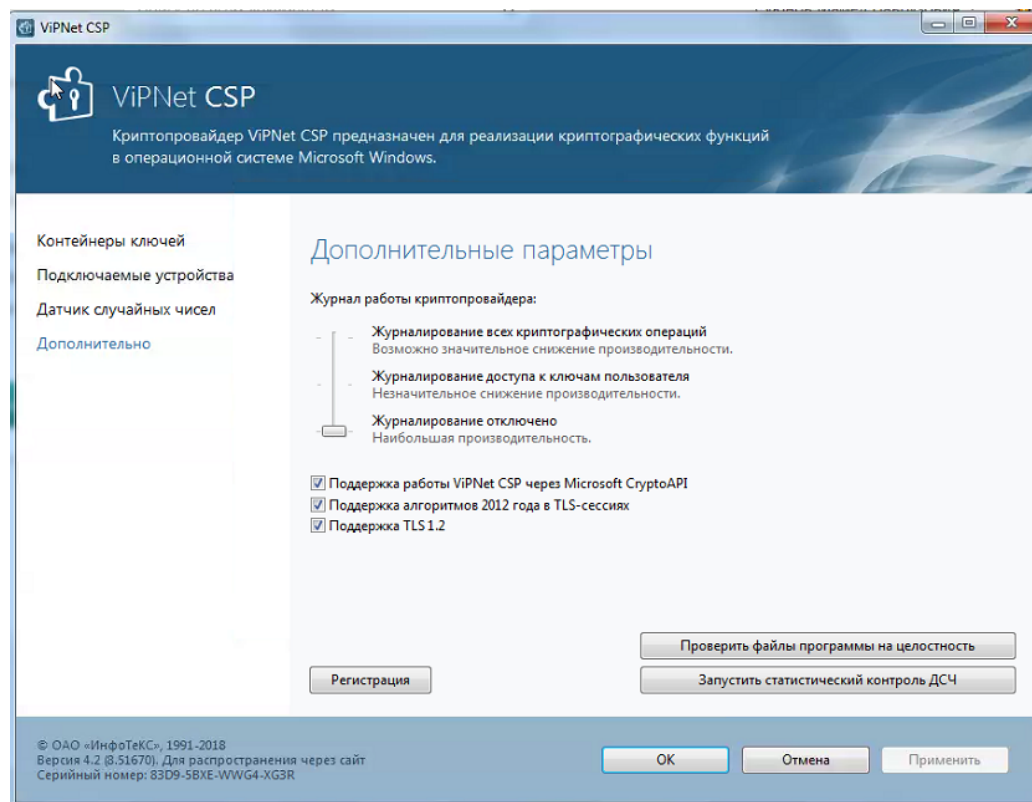 ViPNet CSP
ViPNet CSP
Криптопровайдер ViPNet CSP предназначен для реализации криптографических функций
в операционной системе Microsoft Windows.
Контейнеры ключей
Подключаемые устройства
Датчик случайных чисел
Дополнительно
Дополнительные параметры
Журнал работы криптопровайдера:
Журналирование всех криптографических операций
Возможно значительное снижение производительности.
Журналирование доступа к ключам пользователя
Незначительное снижение производительности.
Журналирование отключено
Наибольшая производительность.
Поддержка работы ViPNet CSP через Microsoft CryptoAPI
Поддержка алгоритмов 2012 года в TLS-сессиях
Поддержка TLS 1.2
Проверить файлы программы на целостность
Регистрация
Запустить статистический контроль ДСЧ
© ОАО «ИнфоТеКС», 1991-2018
Версия 4.2 (8.51670). Для распространения через сайт
Серийный номер: 83D9-5BXE-WWG4-XG3R
OK
Отмена
Применить